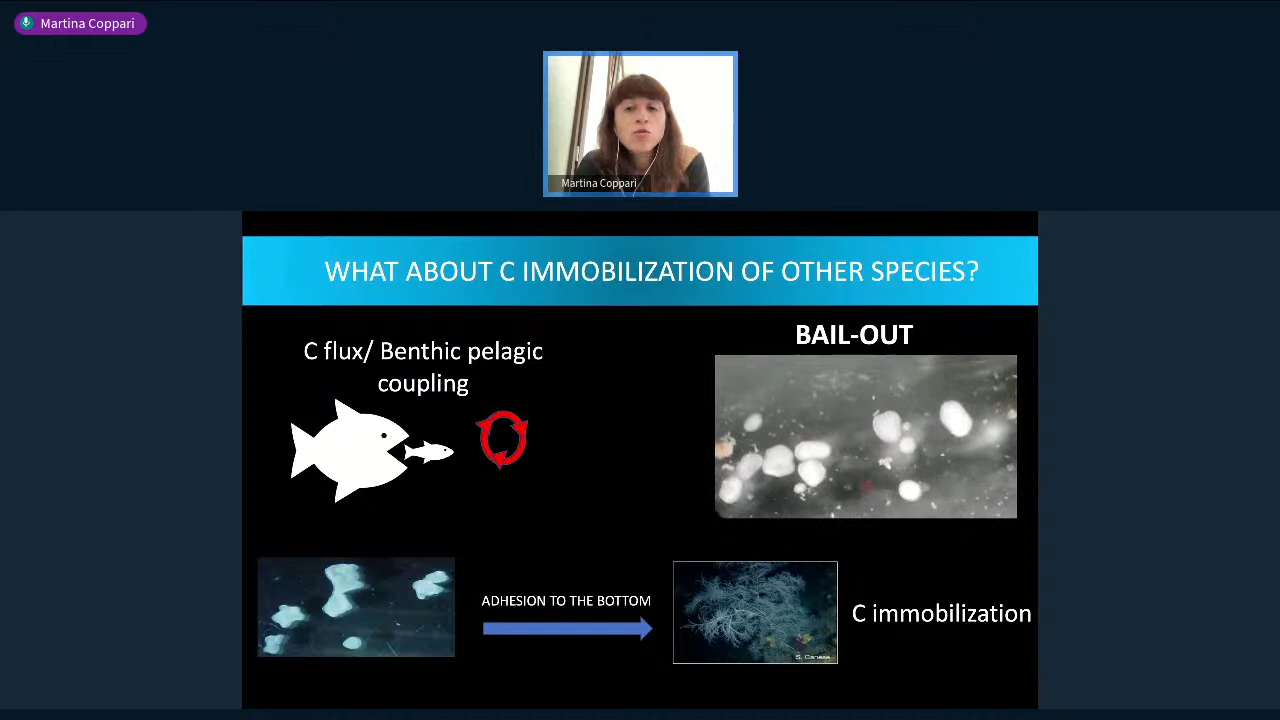 Martina Coppari
Martina Coppari
WHAT ABOUT C IMMOBILIZATION OF OTHER SPECIES?
C flux/ Benthic pelagic
coupling
BAIL-OUT
ADHESION TO THE BOTTOM
C immobilization
S. Canese